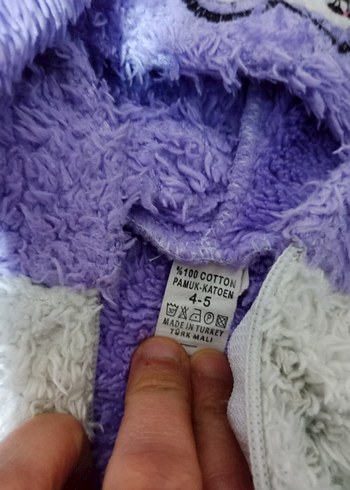 %100 COTTON
PAMUK-KATOEN
4-5
MADE IN TURKEY
TÜRK MALI